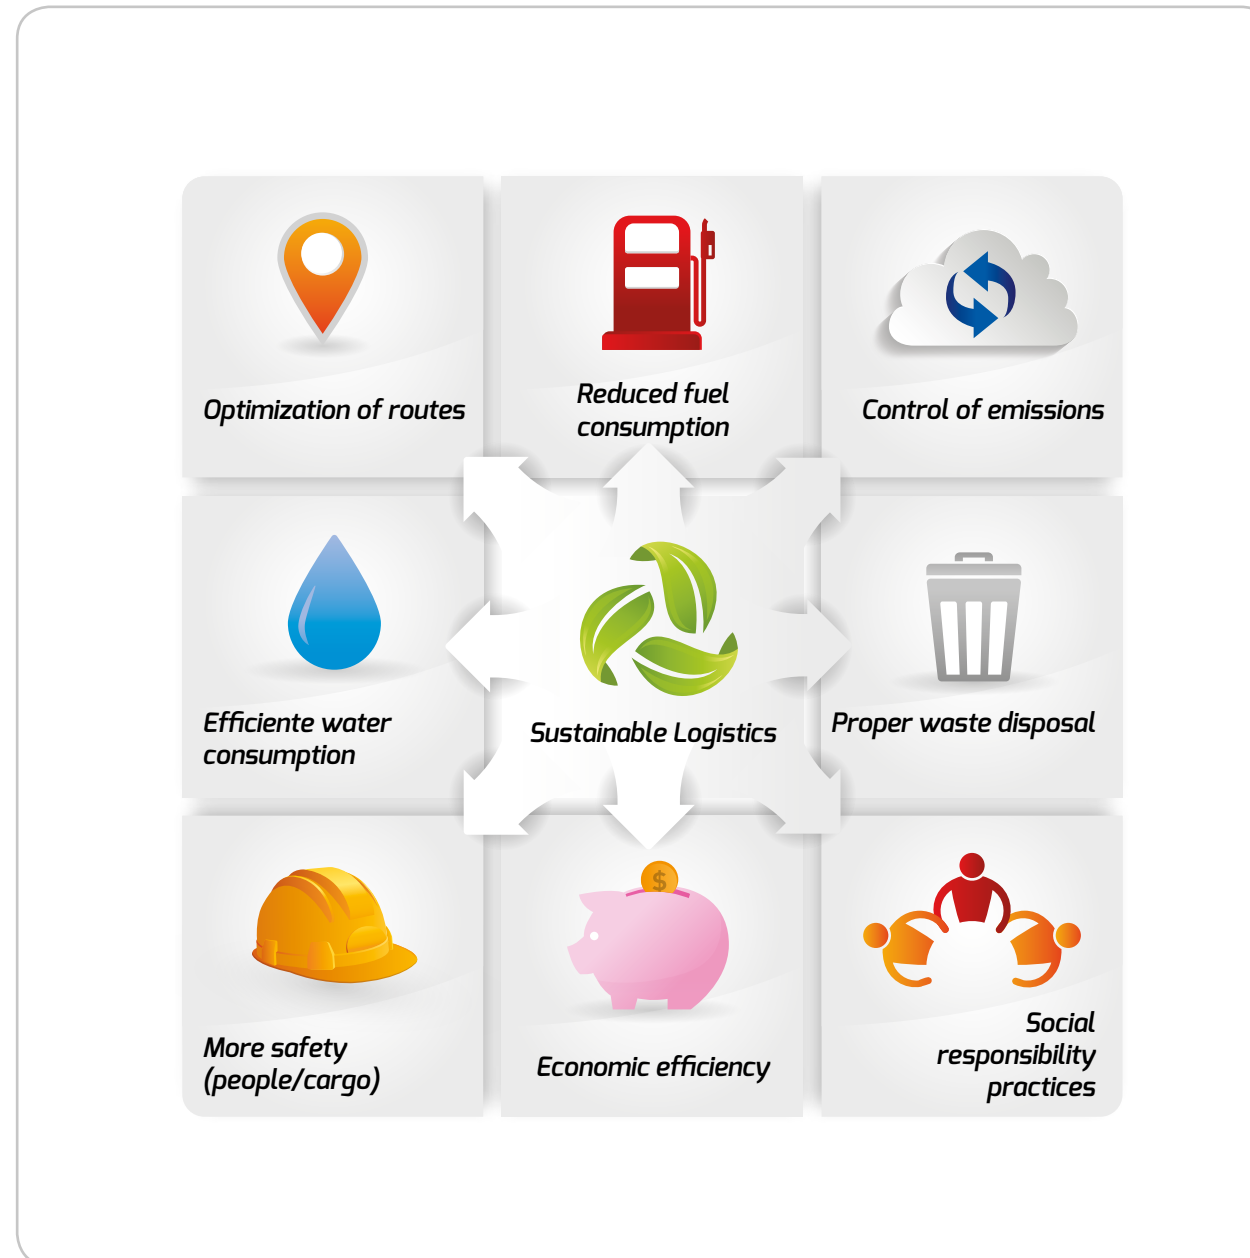 Optimization of routes
Reduced fuel
consumption
Control of emissions
Efficiente water
consumption
Sustainable Logistics
Proper waste disposal
More safety
(people/cargo)
$
Economic efficiency
Social
responsibility
practices